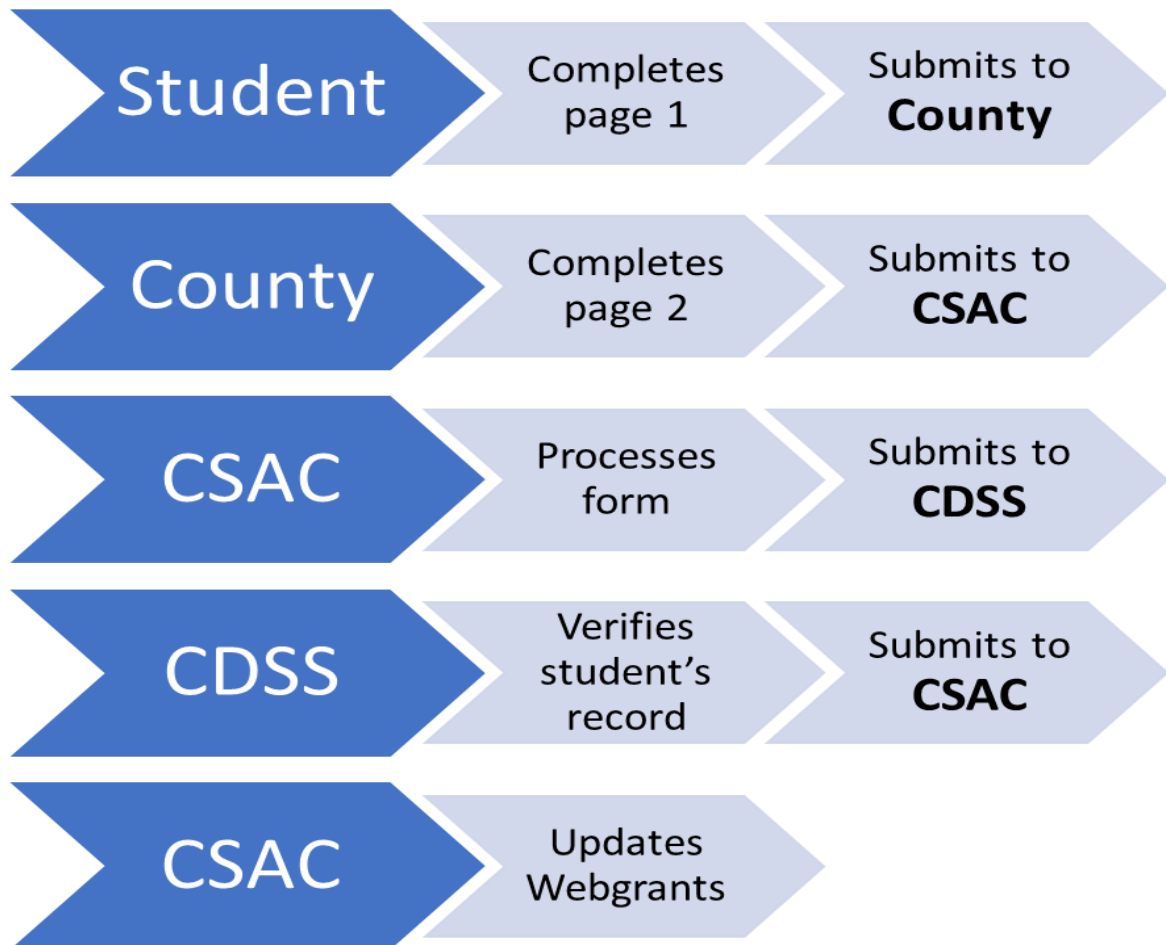 Student
Completes
page 1
Submits to
County
County
Completes
page 2
Submits to
CSAC
CSAC
Processes
form
Submits to
CDSS
CDSS
Verifies
student’s
record
Submits to
CSAC
CSAC
Updates
Webgrants